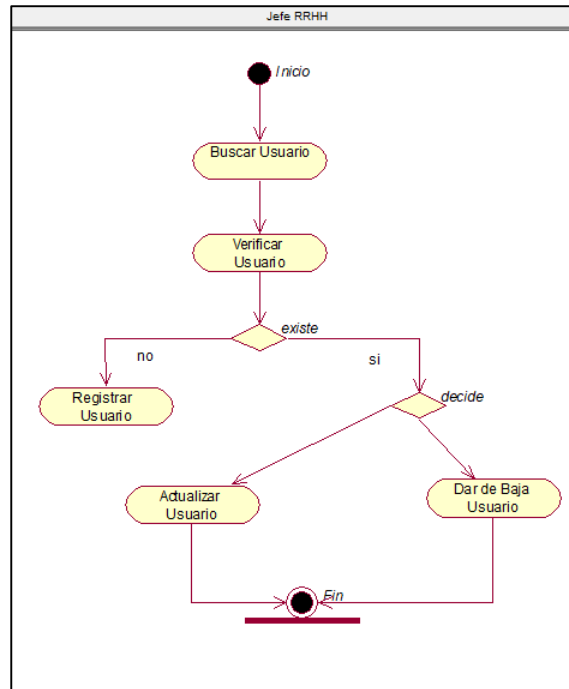 Jefe RRHH
Inicio
Buscar Usuario
Verificar
Usuario
existe
no
si
Registrar
Usuario
decide
Actualizar
Usuario
Dar de Baja
Usuario
Fin